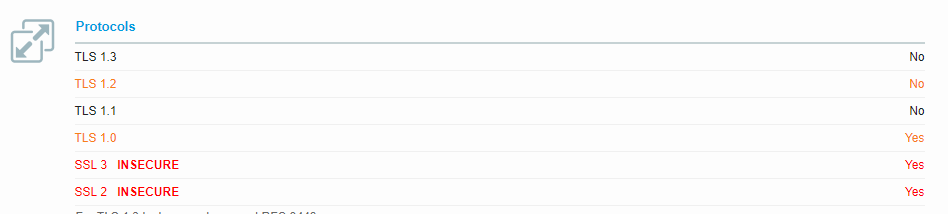 Protocols
TLS 1.3 No
TLS 1.2 No
TLS 1.1 No
TLS 1.0 Yes
SSL 3 INSECURE Yes
SSL 2 INSECURE Yes